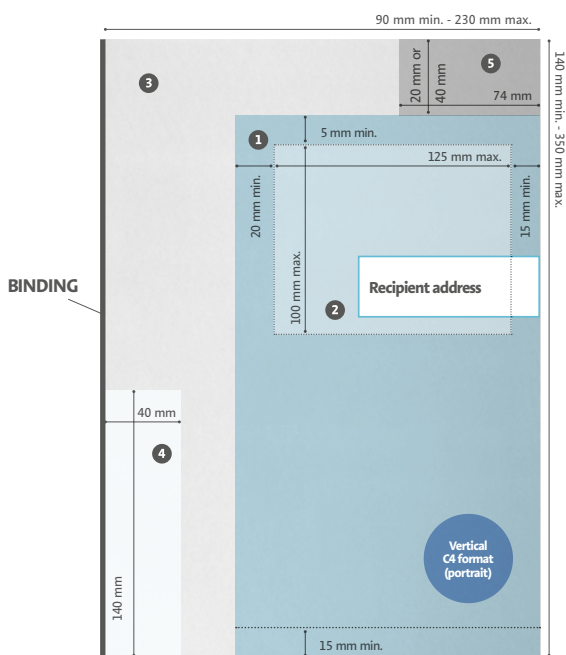 90 mm min. - 230 mm max.
3
20 mm or
40 mm
5
74 mm
140 mm min. - 350 mm max.
1
5 mm min.
125 mm max.
20 mm min.
15 mm min.
100 mm max.
BINDING
Recipient address
2
40 mm
4
140 mm
Vertical
C4 format
(portrait)
15 mm min.